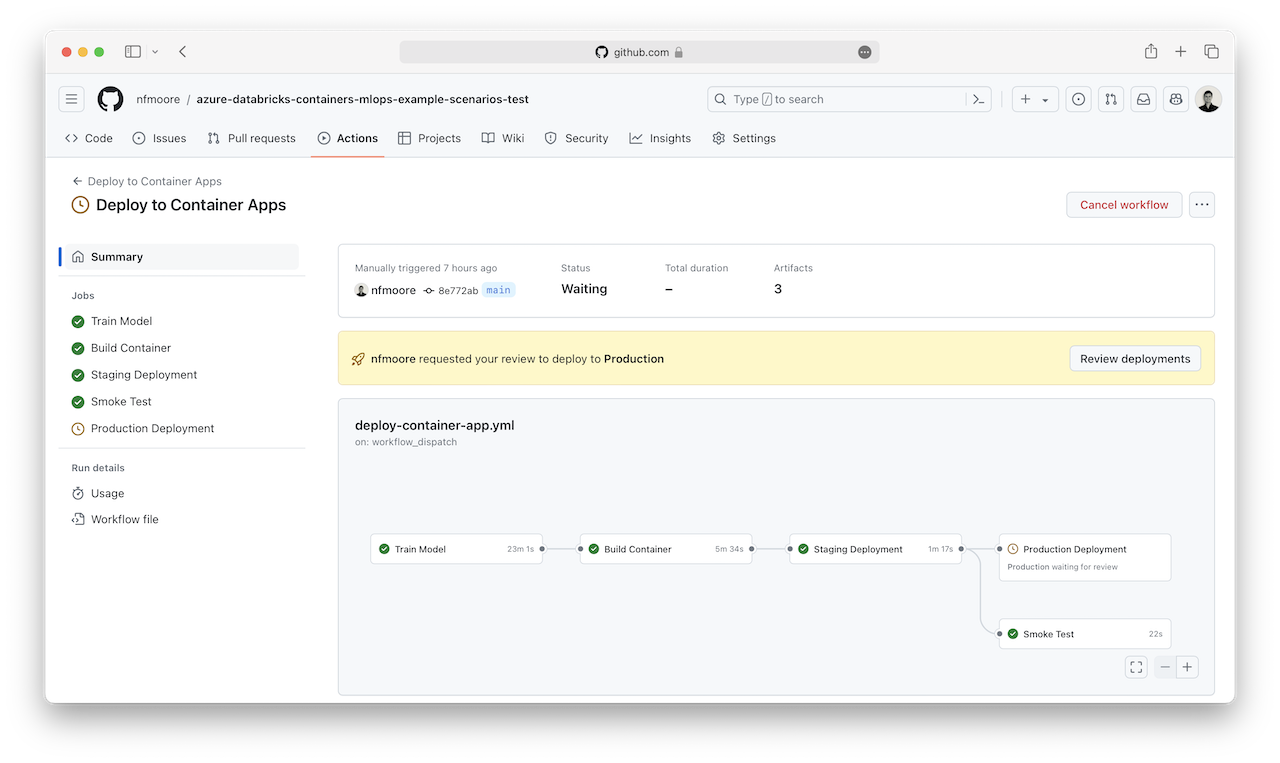 github.com
nfmoore / azure-databricks-containers-mlops-example-scenarios-test
Type / to search
Code Issues Pull requests Actions Projects Wiki Security Insights Settings
Deploy to Container Apps
Deploy to Container Apps
Cancel workflow
Summary
Jobs
Train Model
Build Container
Staging Deployment
Smoke Test
Production Deployment
Run details
Usage
Workflow file
Manually triggered 7 hours ago
nfmoore 8e772ab main
Status
Waiting
Total duration
–
Artifacts
3
nfmoore requested your review to deploy to Production
Review deployments
deploy-container-app.yml
on: workflow_dispatch
Train Model 23m 1s
Build Container 5m 34s
Staging Deployment 1m 17s
Production Deployment
Production waiting for review
Smoke Test 22s